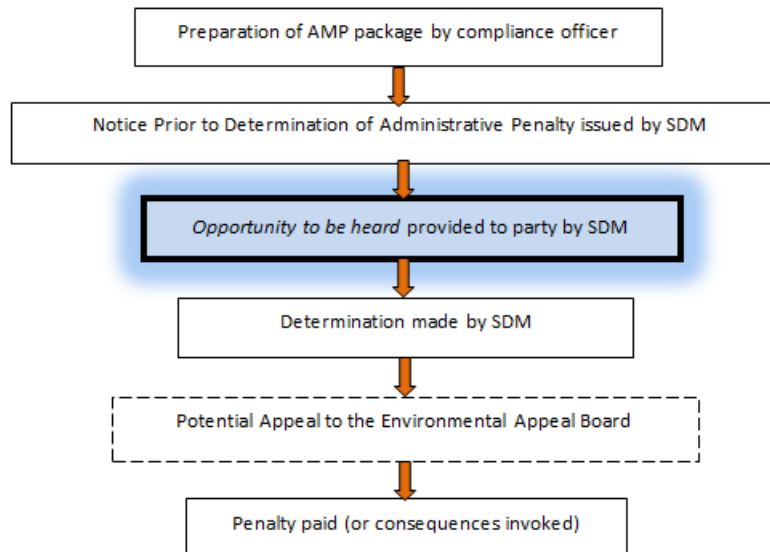 Preparation of AMP package by compliance officer
Notice Prior to Determination of Administrative Penalty issued by SDM
Opportunity to be heard provided to party by SDM
Determination made by SDM
Potential Appeal to the Environmental Appeal Board
Penalty paid (or consequences invoked)